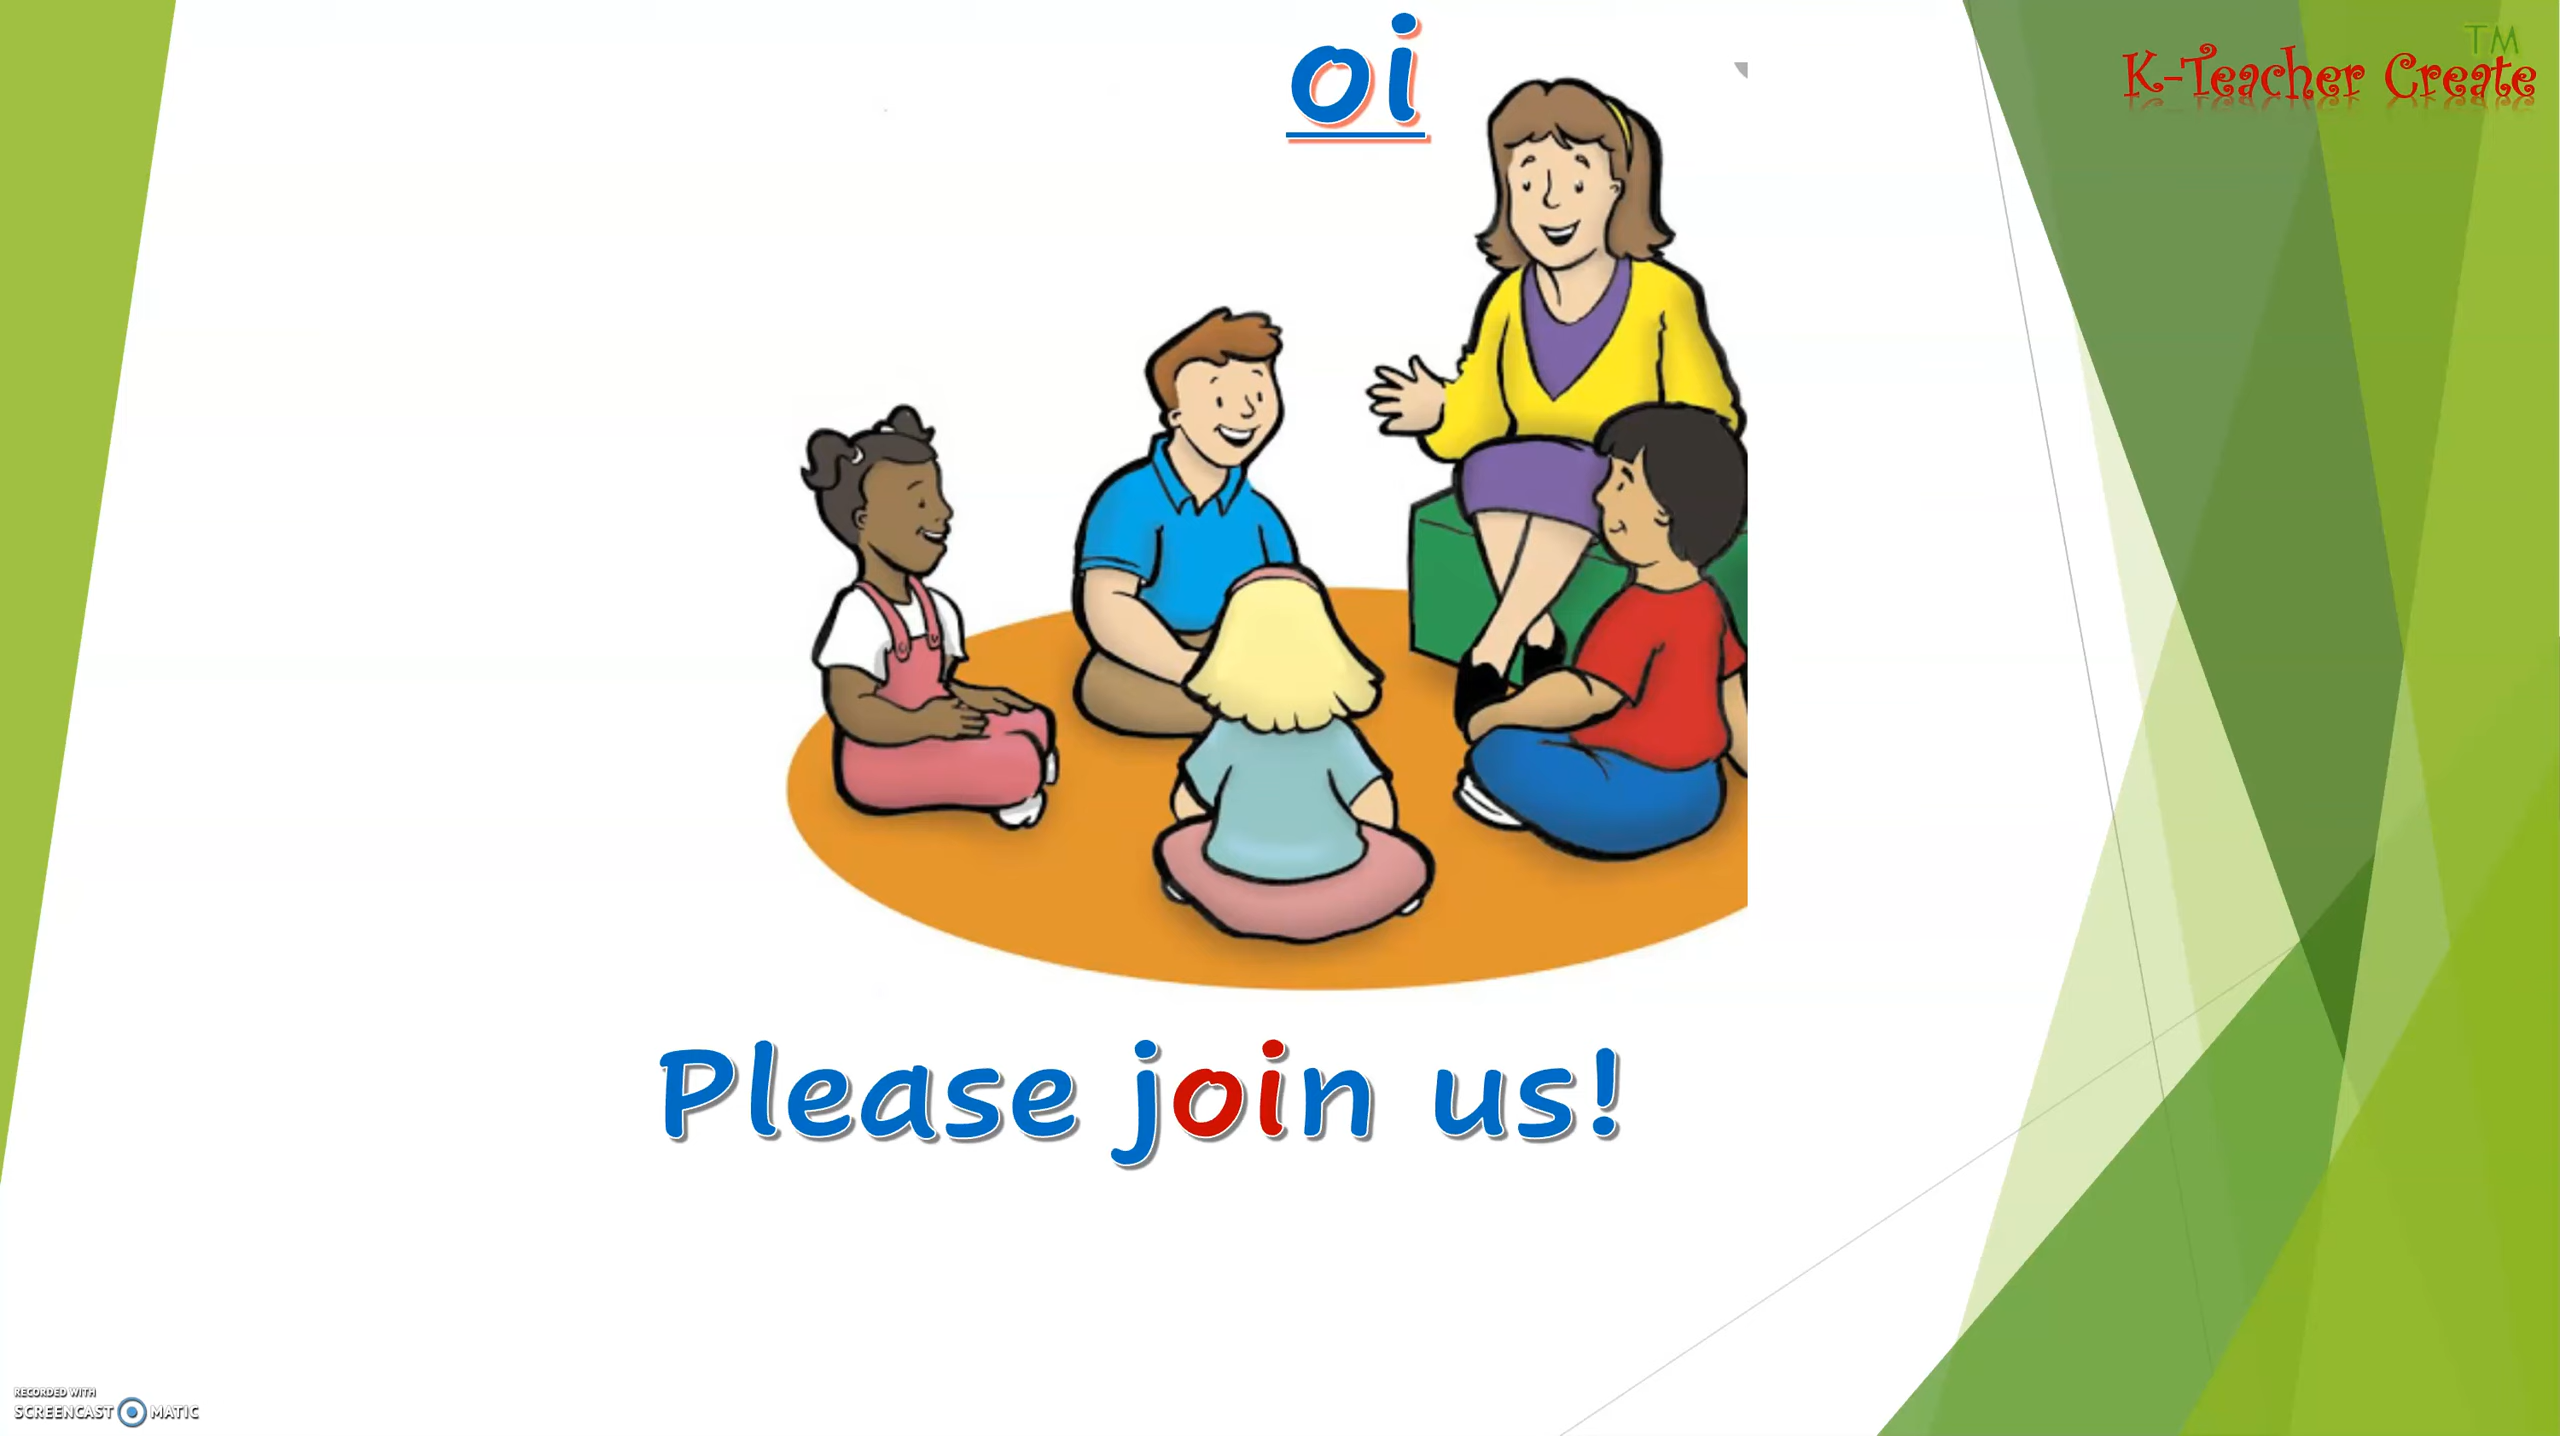 oi
K-Teacher Create
TM
Please join us!
RECORDED WITH
SCREENCAST MATIC